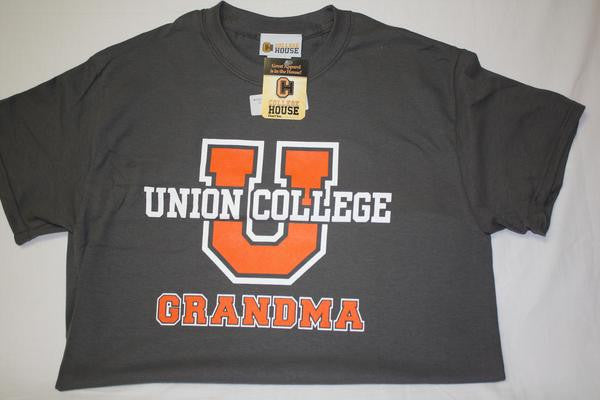 COLLEGE
HOUSE
Great Apparel
is in the House!
C
COLLEGE
HOUSE
U
UNION COLLEGE
GRANDMA